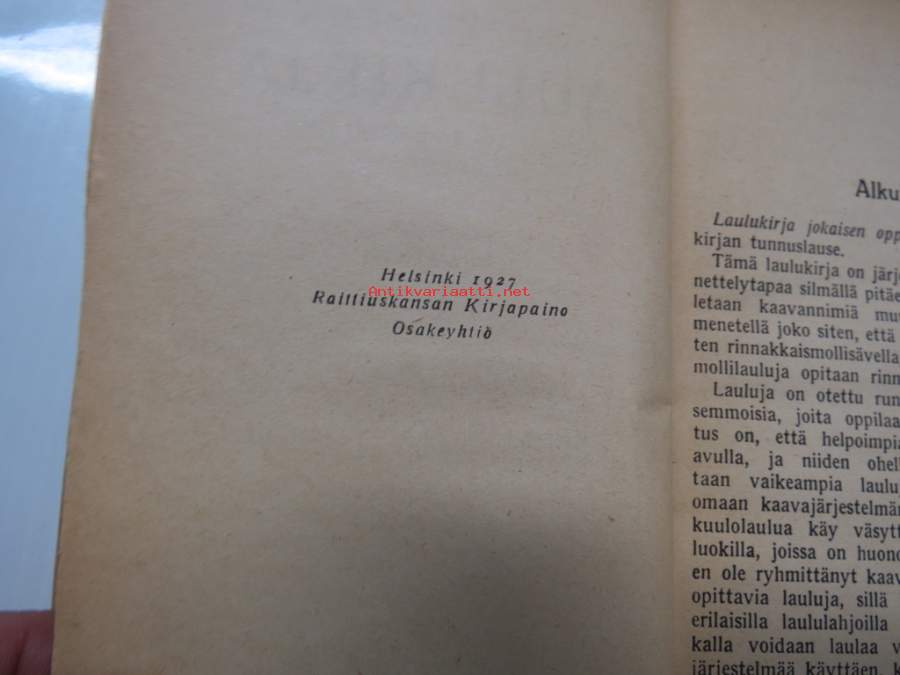 Helsinki 1927
Antikvariaatti.net
Raittiuskansan Kirjapaino
Osakeyhtiö
Laulukirja jokaisen
kirjan tunnuslause.
Tämä laulukirja on
nettelytapaa silmällä
letaan kaavannimiä
menetellä joko siten, että
ten
mollilauluja opitaan
Lauluja on otettu
semmoisia, joita
tus on, että helpoimpia
avulla, ja niiden
taan vaikeampia
omaan
kuulolaulua käy
luokilla, joissa on
en ole ryhmittänyt
opittavia lauluja, sillä
erilaisilla laululahjoilla
kalla voidaan laulaa
järjestelmää käyttäen,